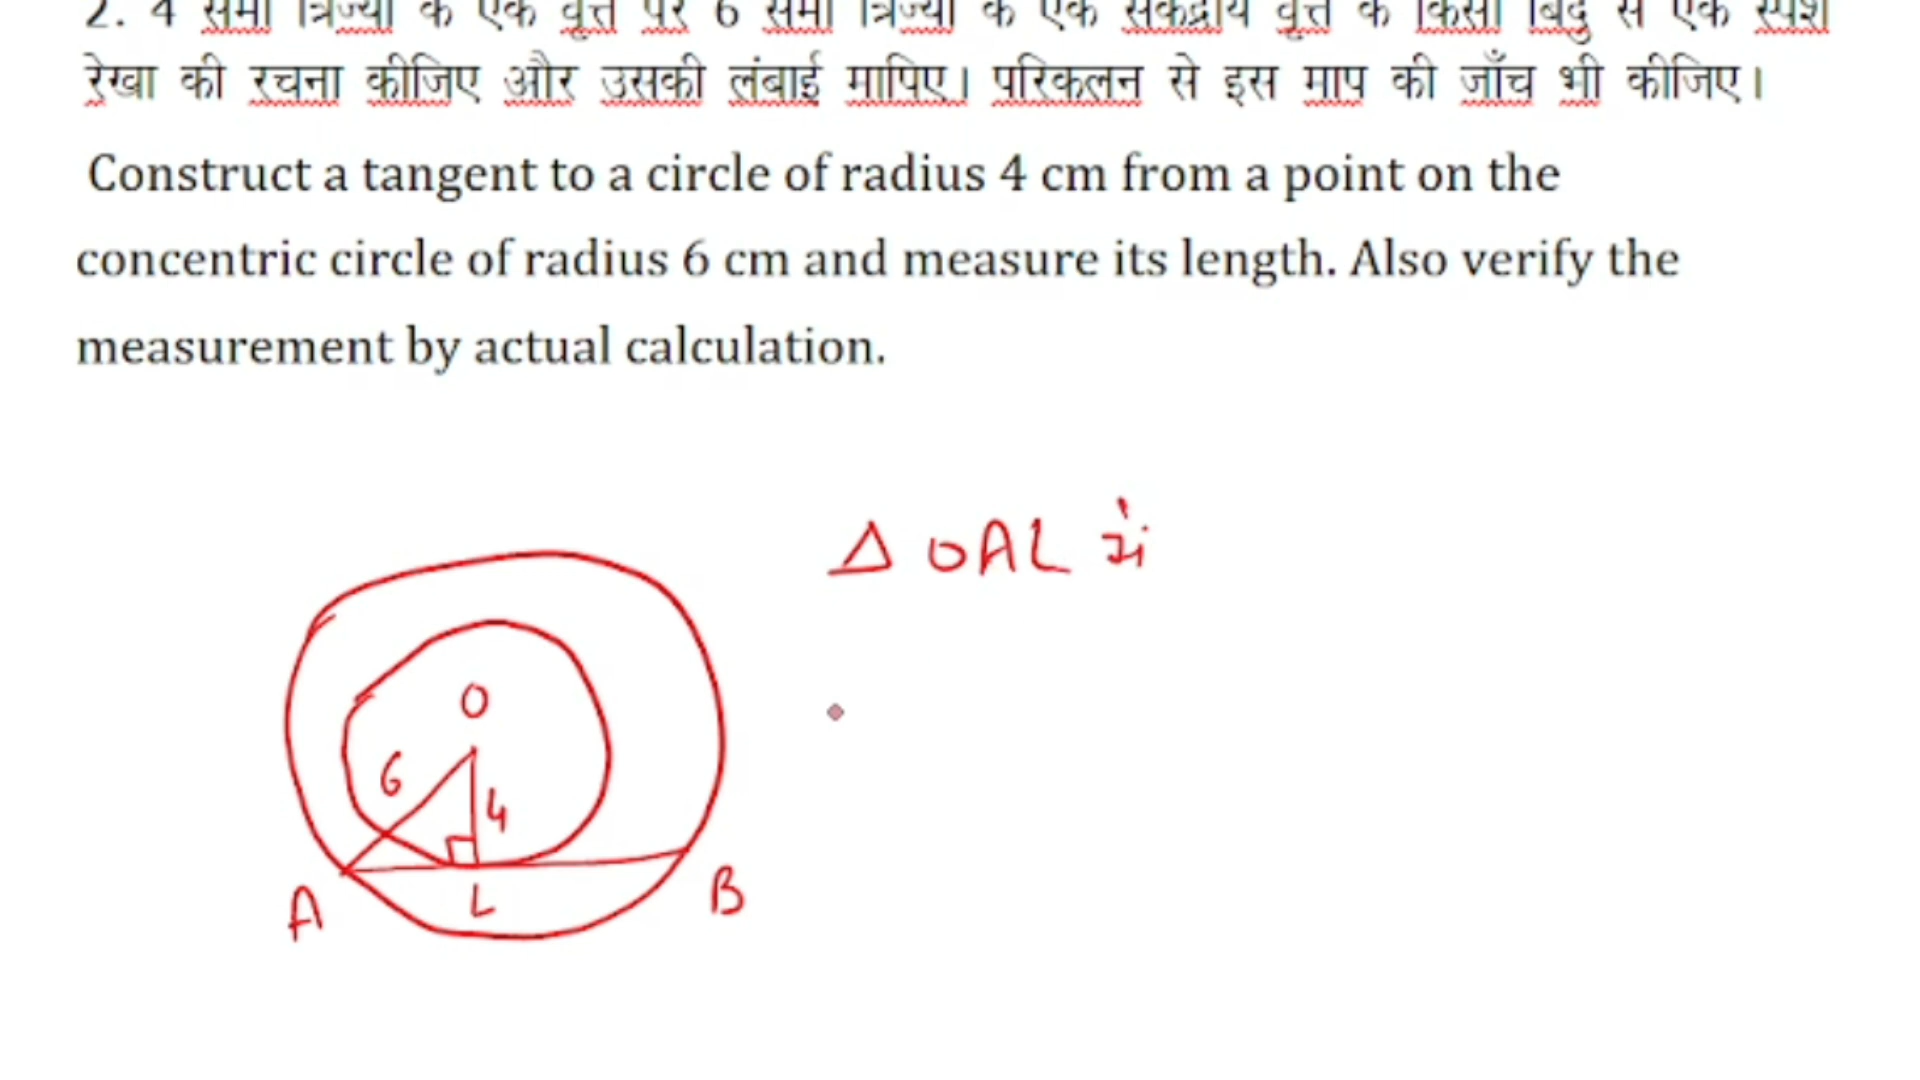 2. 4 सेमी त्रिज्या के एक वृत्त पर 6 सेमी त्रिज्या के एक संकेंद्रीय वृत्त के किसी बिंदु से एक स्पर्श
रेखा की रचना कीजिए और उसकी लंबाई मापिए। परिकलन से इस माप की जाँच भी कीजिए।
Construct a tangent to a circle of radius 4 cm from a point on the
concentric circle of radius 6 cm and measure its length. Also verify the
measurement by actual calculation.
Δ OAL में
O
6
4
A
L
B